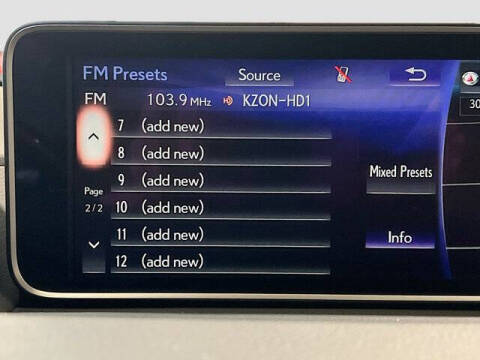 FM Presets Source
FM 103.9 MHz KZON-HD1
30
7 (add new)
8 (add new)
9 (add new)
Mixed Presets
Page
2/2
10 (add new)
11 (add new)
Info
12 (add new)